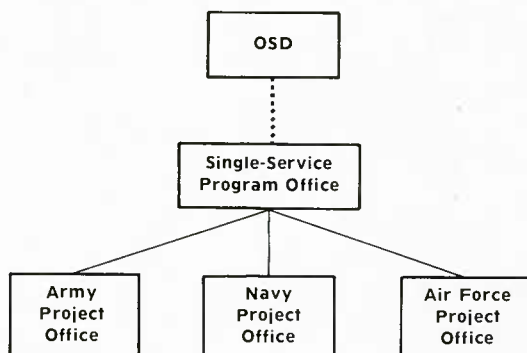 OSD
Single-Service
Program Office
Army
Project
Office
Navy
Project
Office
Air Force
Project
Office